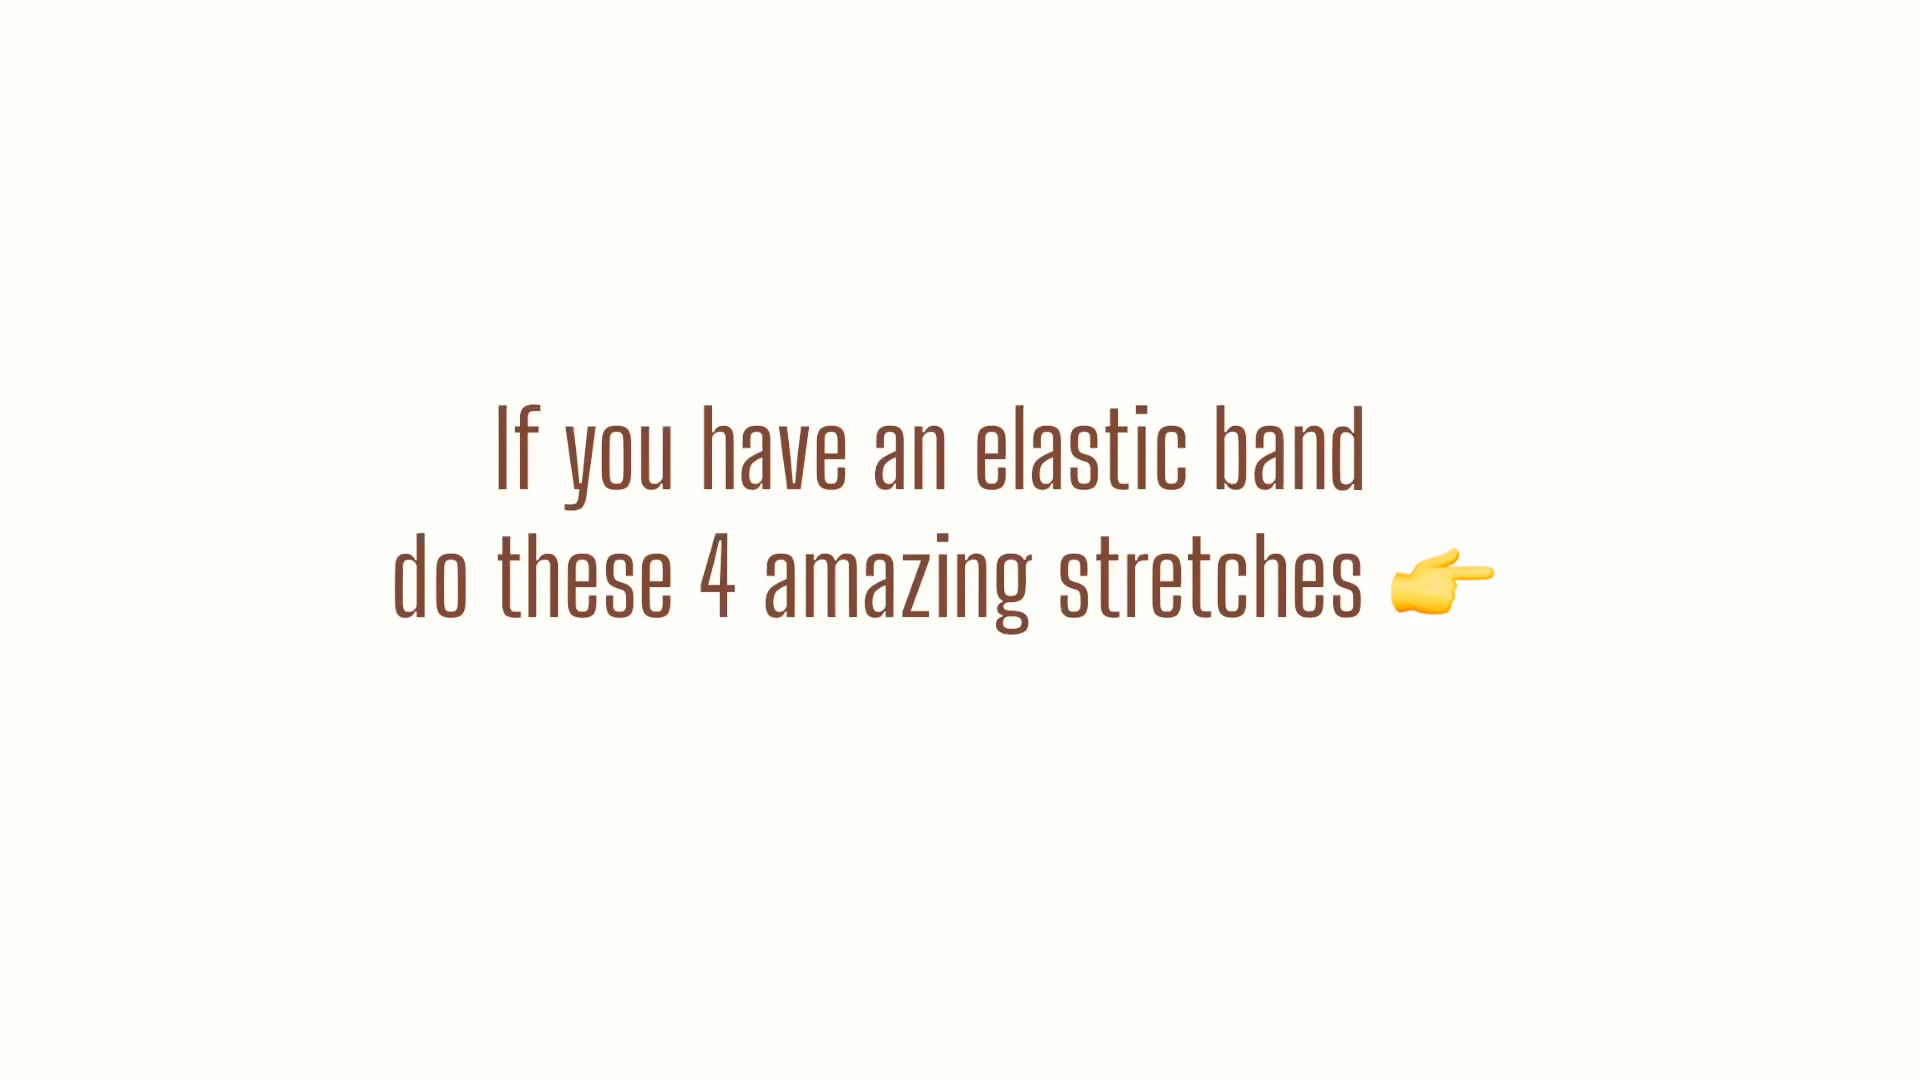 If you have an elastic band
do these 4 amazing stretches 👉